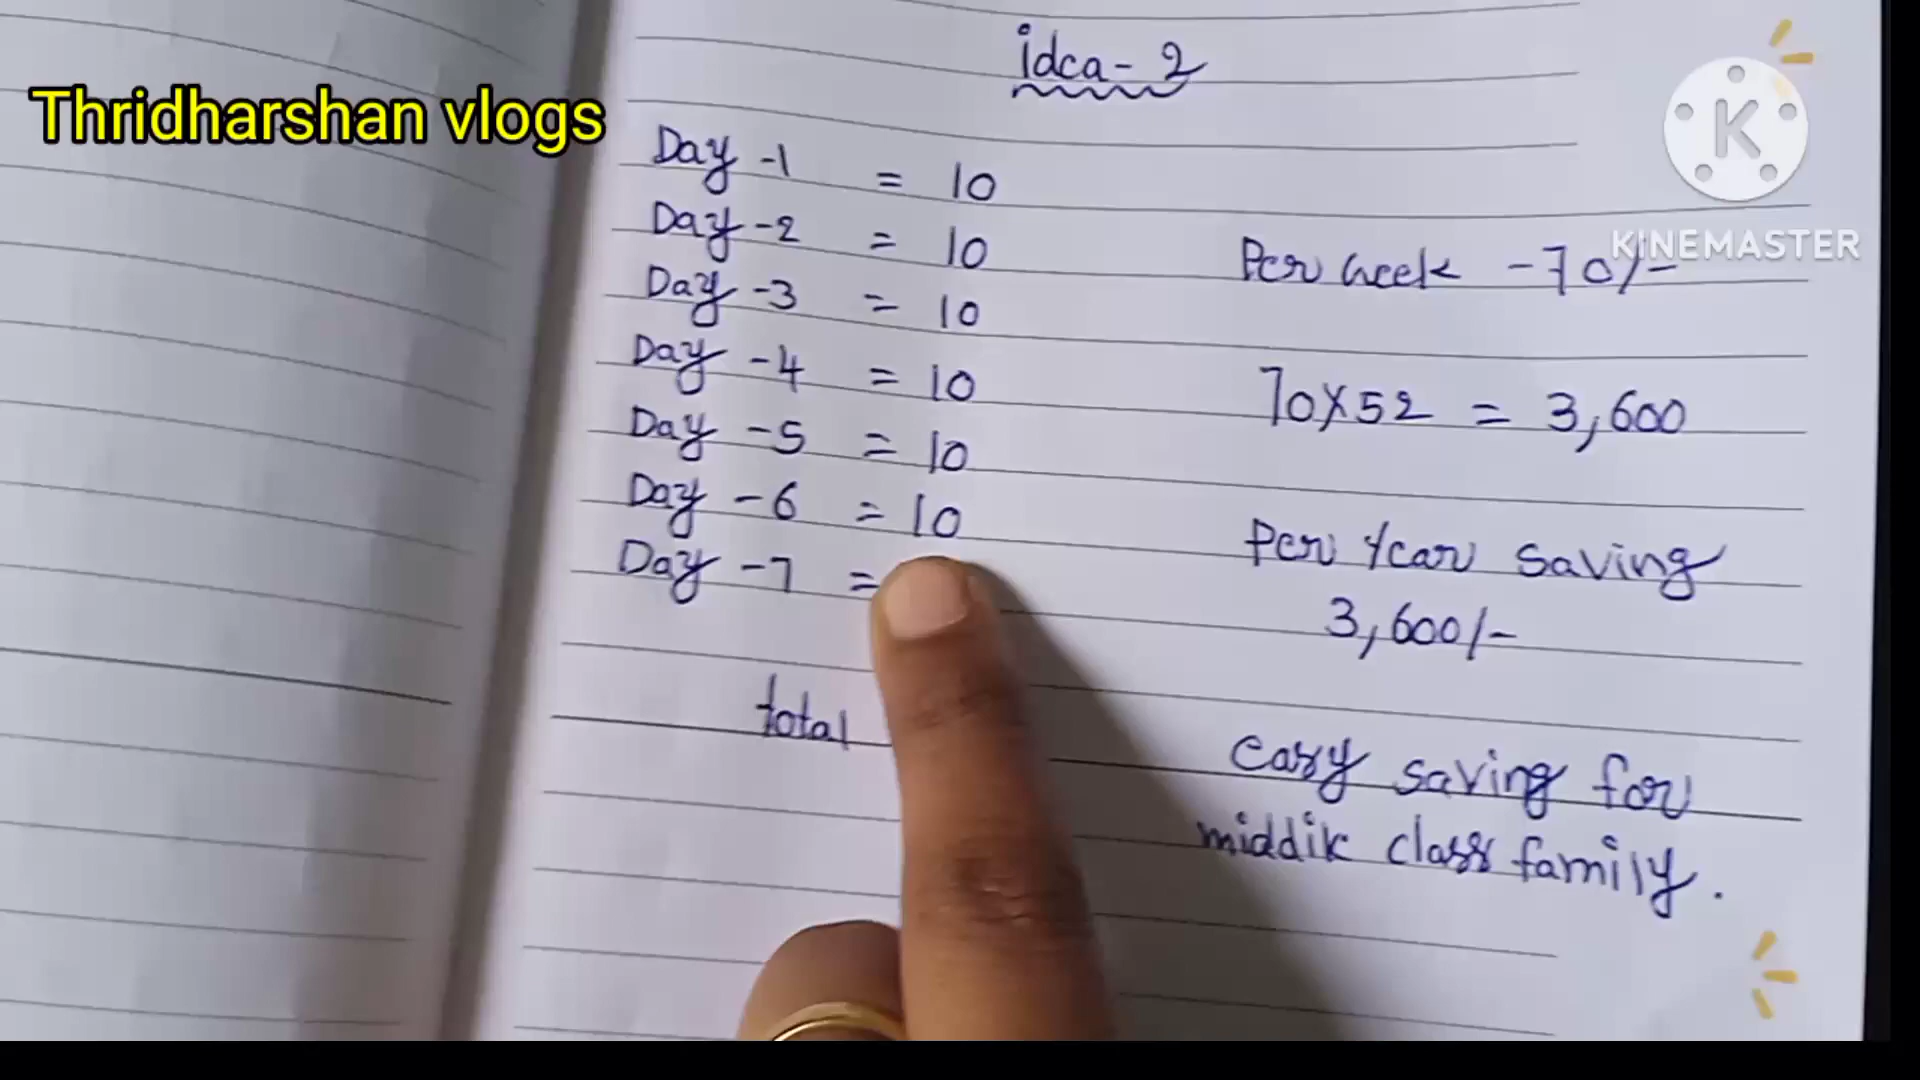 idea - 2
Thridharshan vlogs
KINEMASTER
Day -1 = 10
Day -2 = 10
Day -3 = 10
Day -4 = 10
Day -5 = 10
Day -6 = 10
Day -7 =
total
Per week - 70/-
70X52 = 3,600
Per Year saving
3,600/-
easy saving for
middle class family.